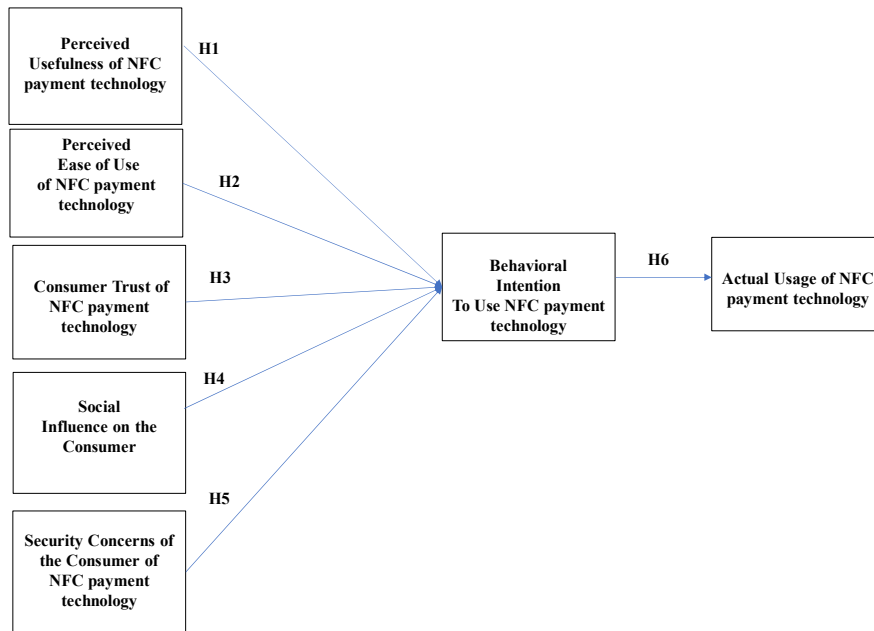 Perceived
Usefulness of NFC
payment technology
H1
Perceived
Ease of Use
of NFC payment
technology
H2
Consumer Trust of
NFC payment
technology
H3
Social
Influence on the
Consumer
H4
Security Concerns of
the Consumer of
NFC payment
technology
H5
Behavioral
Intention
To Use NFC payment
technology
H6
Actual Usage of NFC
payment technology